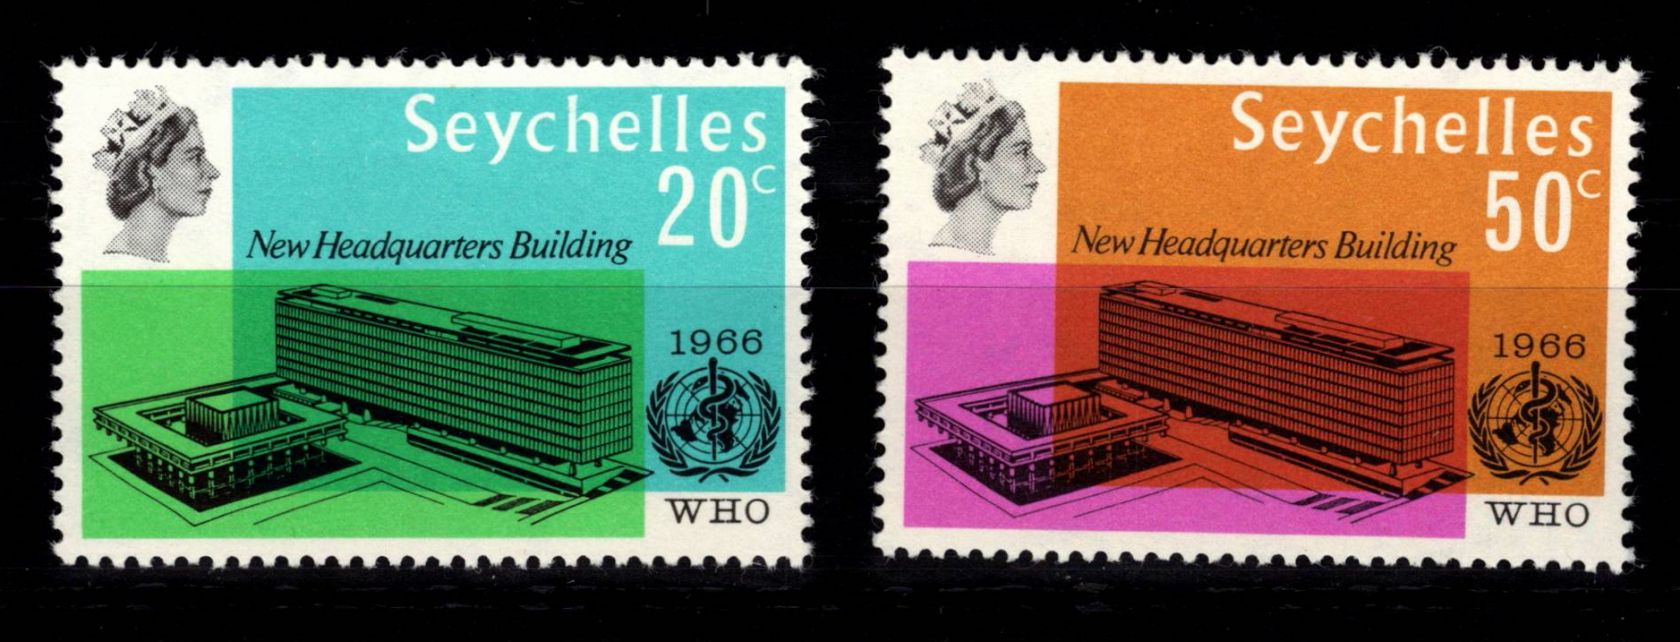 Seychelles
20c
New Headquarters Building
1966
WHO
Seychelles
50c
New Headquarters Building
1966
WHO